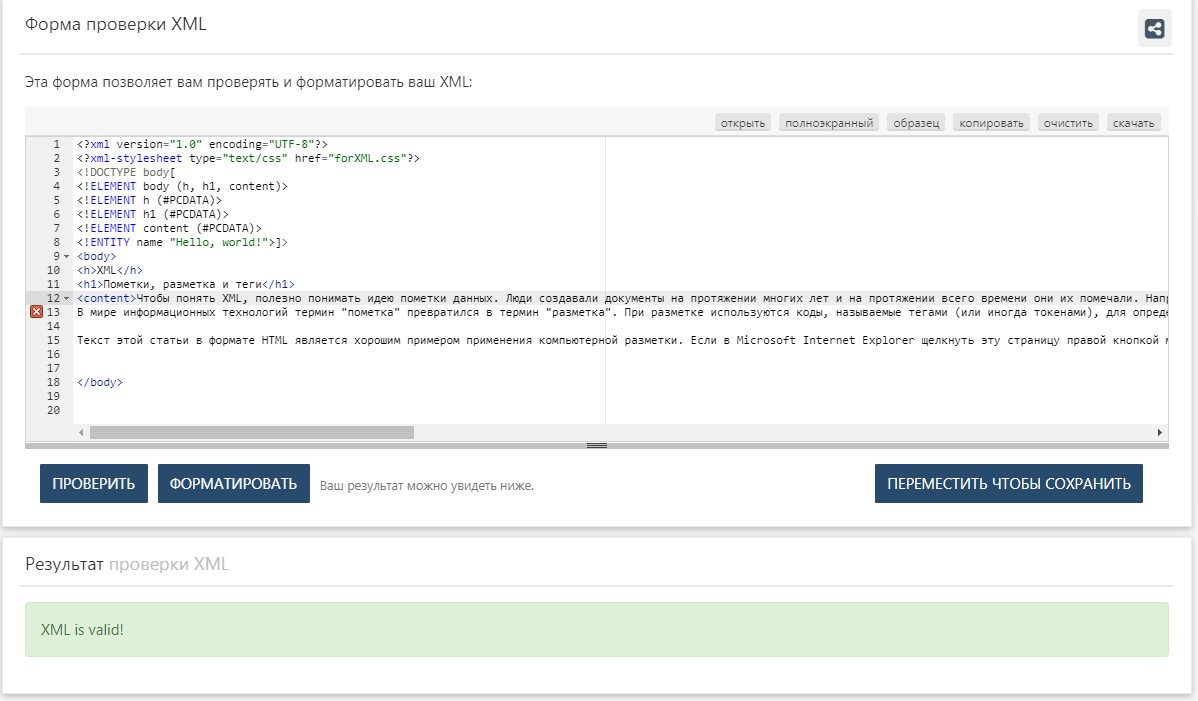 Форма проверки XML
Эта форма позволяет вам проверять и форматировать ваш XML:
открыть полноэкранный образец копировать очистить скачать
1 <?xml version="1.0" encoding="UTF-8"?>
2 <?xml-stylesheet type="text/css" href="forXML.css"?>
3 <!DOCTYPE body[
4 <!ELEMENT body (h, h1, content)>
5 <!ELEMENT h (#PCDATA)>
6 <!ELEMENT h1 (#PCDATA)>
7 <!ELEMENT content (#PCDATA)>
8 <!ENTITY name "Hello, world!">]>
9 <body>
10 <h>XML</h>
11 <h1>Пометки, разметка и теги</h1>
12 <content>Чтобы понять XML, полезно понимать идею пометки данных. Люди создавали документы на протяжении многих лет и на протяжении всего времени они их помечали. Напр
13 В мире информационных технологий термин "пометка" превратился в термин "разметка". При разметке используются коды, называемые тегами (или иногда токенами), для опреде
14
15 Текст этой статьи в формате HTML является хорошим примером применения компьютерной разметки. Если в Microsoft Internet Explorer щелкнуть эту страницу правой кнопкой м
16
17
18 </body>
19
20
ПРОВЕРИТЬ ФОРМАТИРОВАТЬ Ваш результат можно увидеть ниже. ПЕРЕМЕСТИТЬ ЧТОБЫ СОХРАНИТЬ
Результат проверки XML
XML is valid!